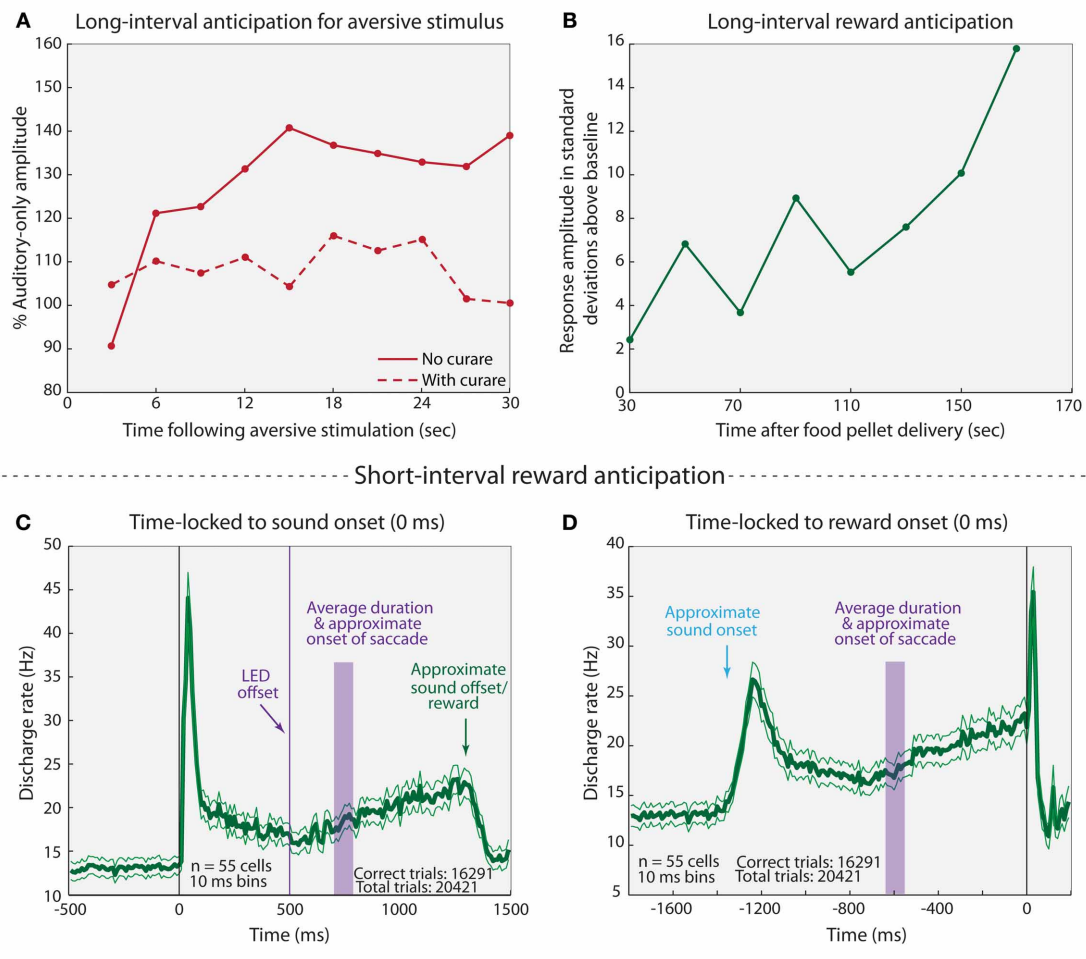 A Long-interval anticipation for aversive stimulus
160
150
140
130
120
110
100
90
80
% Auditory-only amplitude
No curare
With curare
0 6 12 18 24 30
Time following aversive stimulation (sec)
B Long-interval reward anticipation
16
14
12
10
8
6
4
2
0
Response amplitude in standard
deviations above baseline
30 70 110 150 170
Time after food pellet delivery (sec)
Short-interval reward anticipation
C Time-locked to sound onset (0 ms)
50
45
40
35
30
25
20
15
10
Discharge rate (Hz)
LED
offset
Average duration
& approximate
onset of saccade
Approximate
sound offset/
reward
n = 55 cells
10 ms bins
Correct trials: 16291
Total trials: 20421
-500 0 500 1000 1500
Time (ms)
D Time-locked to reward onset (0 ms)
40
35
30
25
20
15
10
5
Discharge rate (Hz)
Approximate
sound onset
Average duration
& approximate
onset of saccade
n = 55 cells
10 ms bins
Correct trials: 16291
Total trials: 20421
-1600 -1200 -800 -400 0
Time (ms)